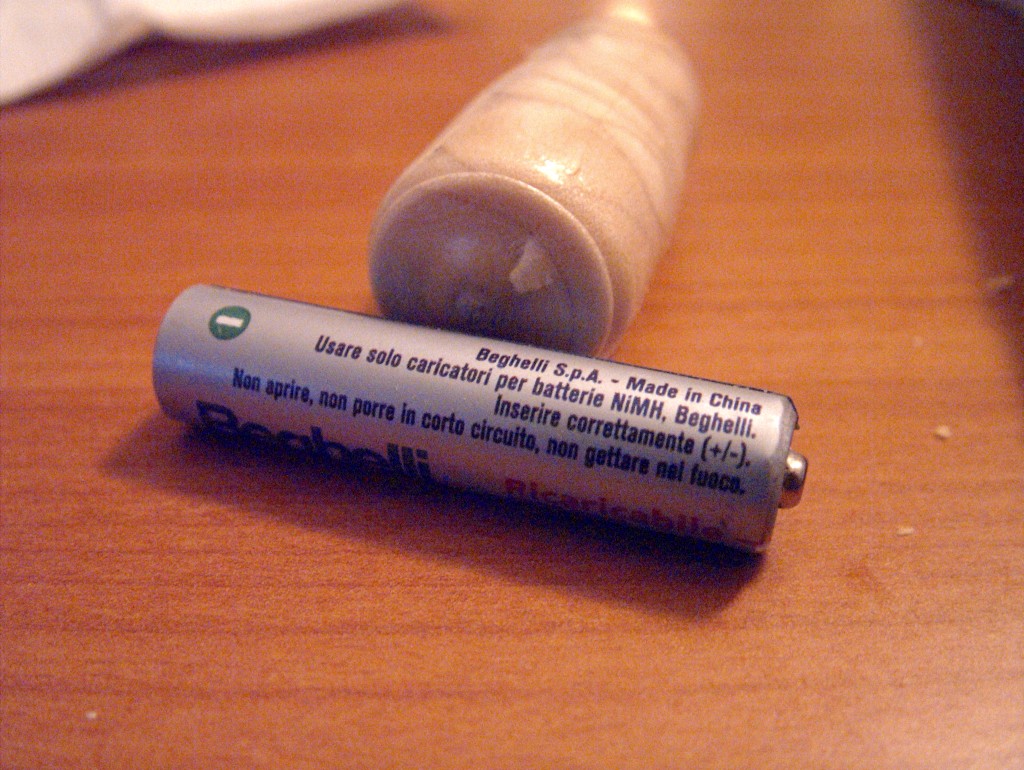 Beghelli S.p.A. - Made in China
Usare solo caricatori per batterie NiMH, Beghelli.
Inserire correttamente (+/-).
Non aprire, non porre in corto circuito, non gettare nel fuoco.
Beghelli
Ricaricabile